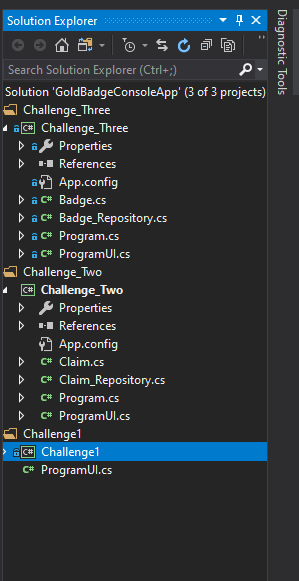 Solution Explorer
Search Solution Explorer (Ctrl+;)
Solution 'GoldBadgeConsoleApp' (3 of 3 projects)
Challenge_Three
C# Challenge_Three
Properties
References
App.config
C# Badge.cs
C# Badge_Repository.cs
C# Program.cs
C# ProgramUI.cs
Challenge_Two
C# Challenge_Two
Properties
References
App.config
C# Claim.cs
C# Claim_Repository.cs
C# Program.cs
C# ProgramUI.cs
Challenge1
C# Challenge1
C# ProgramUI.cs
Diagnostic Tools